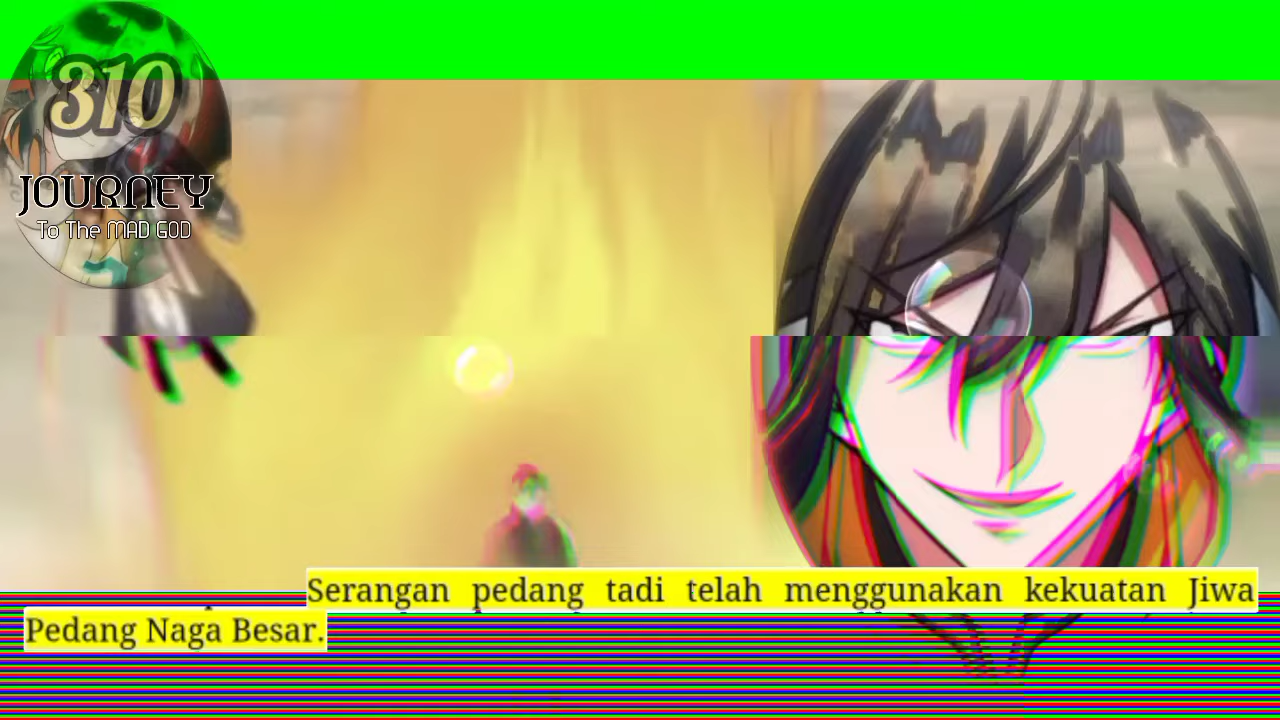 310
JOURNEY
To The MAD GOD
Serangan pedang tadi telah menggunakan kekuatan Jiwa
Pedang Naga Besar.